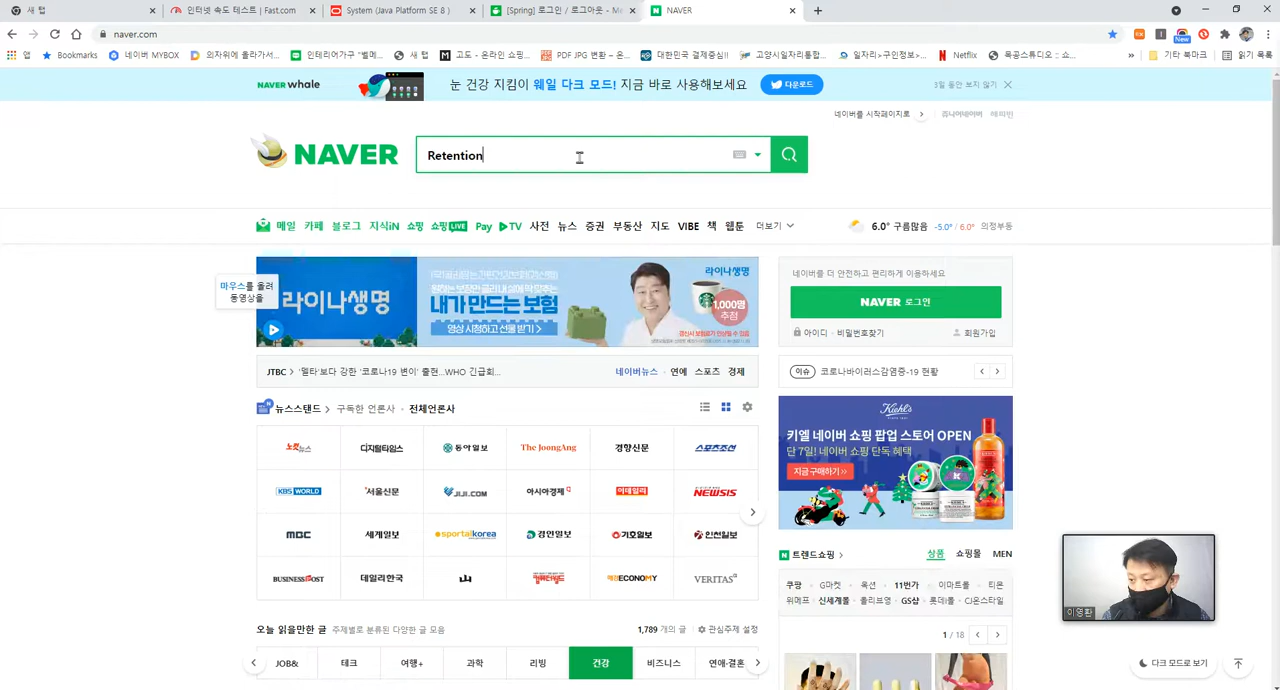 새 탭
인터넷 속도 테스트 | Fast.com
System (Java Platform SE 8 )
[Spring] 로그인 / 로그아웃 - Me
NAVER
naver.com
앱
Bookmarks
네이버 MYBOX
의자위에 올라가서...
인테리어가구 "벨메...
새 탭
고도 - 온라인 쇼핑...
PDF JPG 변환 – 온...
대한민국 결제중심!!
고양시일자리통합...
일자리>구인정보>...
Netflix
목공스튜디오 :: 쇼...
기타 북마크
읽기 목록
NAVER whale
눈 건강 지킴이 웨일 다크 모드! 지금 바로 사용해보세요
다운로드
3일 동안 보지 않기
네이버를 시작페이지로
쥬니어네이버
해피빈
NAVER
Retention
메일 카페 블로그 지식iN 쇼핑 쇼핑LIVE Pay TV 사전 뉴스 증권 부동산 지도 VIBE 책 웹툰 더보기
6.0° 구름많음 -5.0° / 6.0° 의정부동
마우스를 올려
동영상을
라이나생명
내가 만드는 보험
영상 시청하고 선물 받기 >
라이나생명
1,000명
추첨
네이버를 더 안전하고 편리하게 이용하세요
NAVER 로그인
아이디 · 비밀번호찾기
회원가입
JTBC > '델타'보다 강한 '코로나19 변이' 출현...WHO 긴급회...
네이버뉴스 · 연예 스포츠 경제
이슈 코로나바이러스감염증-19 현황
뉴스스탠드 > 구독한 언론사 · 전체언론사
노컷뉴스 디지털타임스 동아일보 The JoongAng 경향신문 스포츠조선
KBS WORLD 서울신문 JIJI.COM 아시아경제 이데일리 NEWSIS
MBC 세계일보 sportalkorea 경인일보 기호일보 인천일보
BUSINESSPOST 데일리한국 컴퓨터월드 매경ECONOMY VERITAS
Kiehl's
키엘 네이버 쇼핑 팝업 스토어 OPEN
단 7일! 네이버 쇼핑 단독 혜택
지금 구매하기 >>
트렌드쇼핑 >
상품 쇼핑몰 MEN
쿠팡 G마켓 옥션 11번가 이마트몰 티몬
위메프 신세계몰 올리브영 GS샵 롯데몰 CJ온스타일
1 / 18
오늘 읽을만한 글 주제별로 분류된 다양한 글 모음
1,789 개의 글
관심주제 설정
JOB& 테크 여행+ 과학 리빙 건강 비즈니스 연애·결혼
이영환
다크 모드로 보기